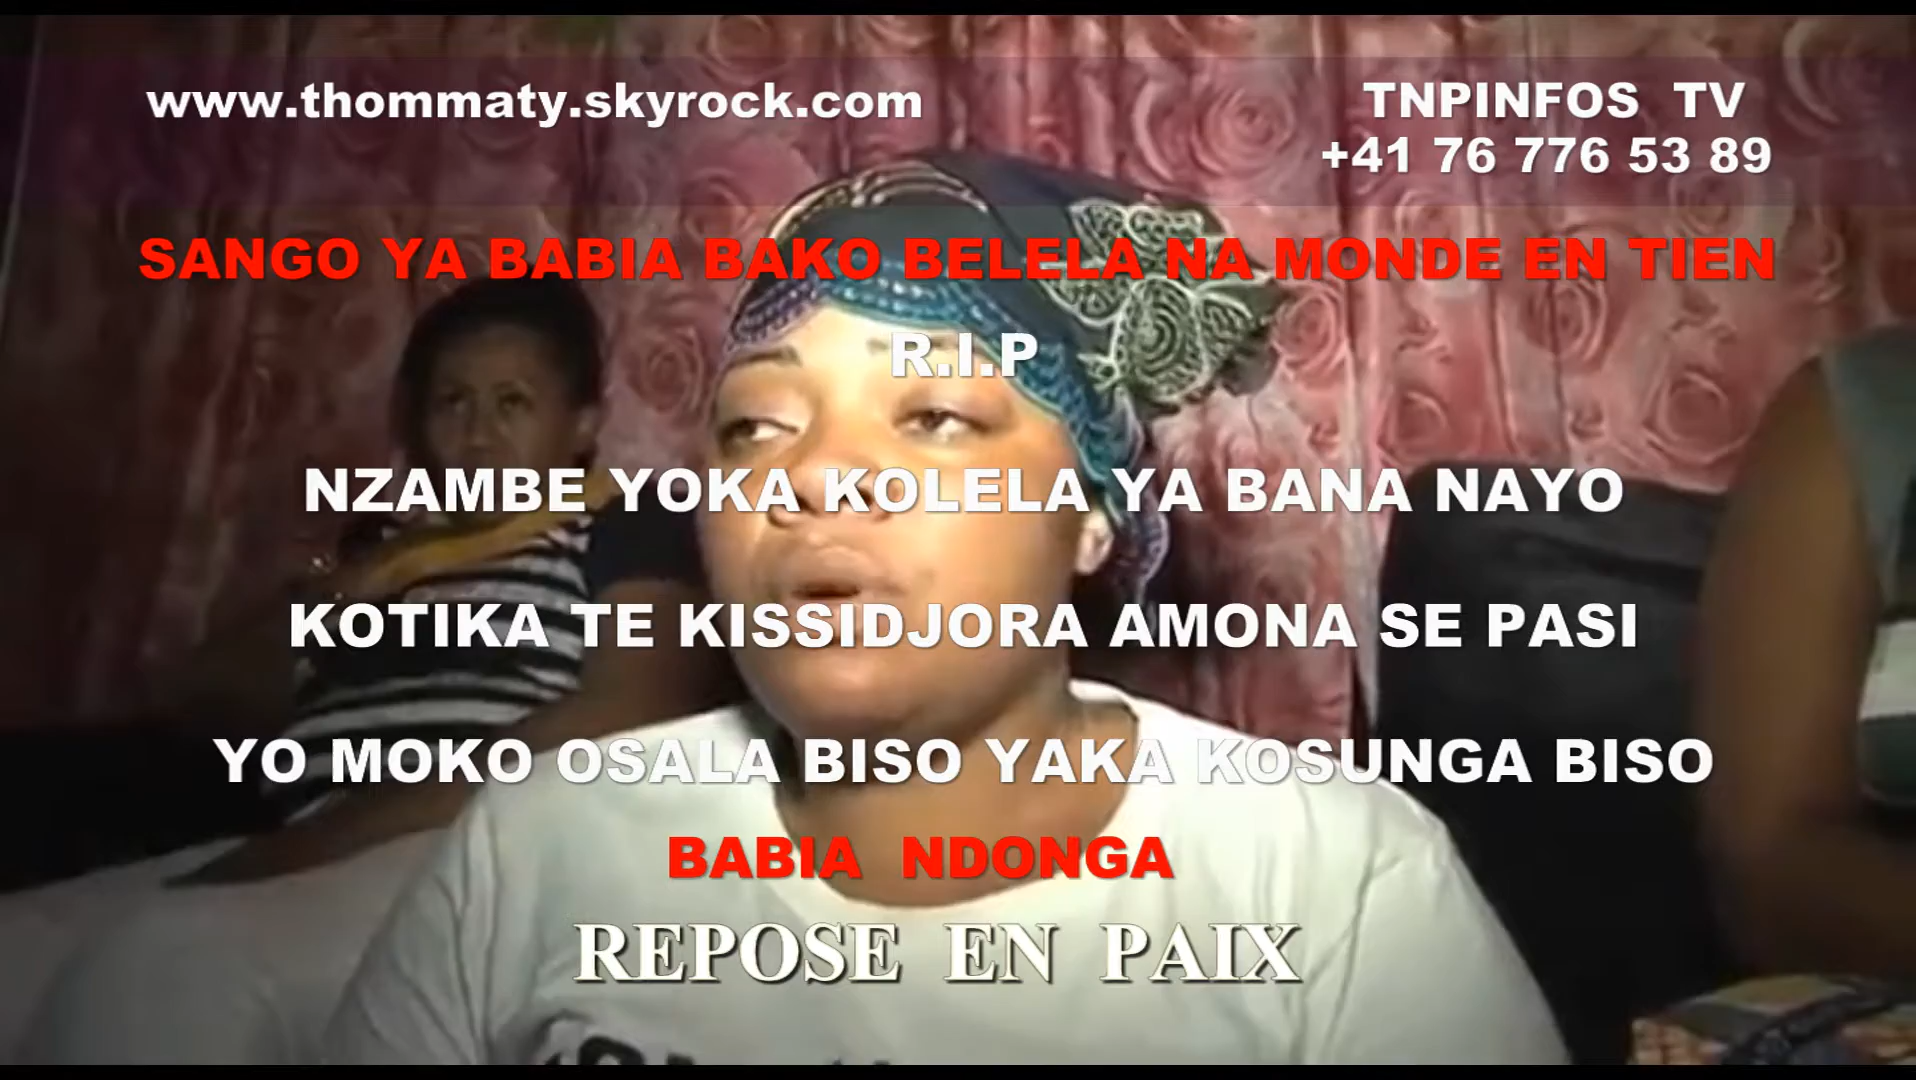 www.thommaty.skyrock.com
TNPINFOS TV
+41 76 776 53 89
SANGO YA BABIA BAKO BELELA NA MONDE EN TIEN
R.I.P
NZAMBE YOKA KOLELA YA BANA NAYO
KOTIKA TE KISSIDJORA AMONA SE PASI
YO MOKO OSALA BISO YAKA KOSUNGA BISO
BABIA NDONGA
REPOSE EN PAIX